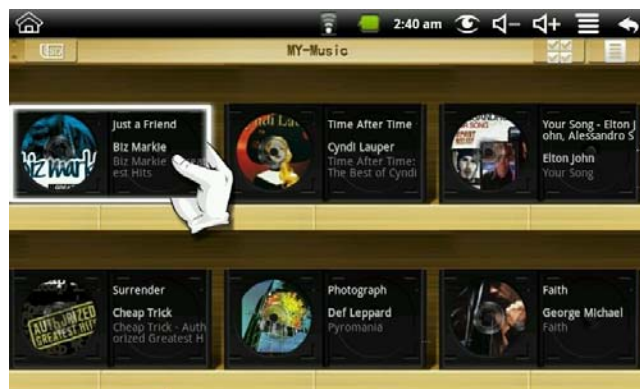 2:40 am
MY-Music
Just a Friend
Biz Markie
Biz Markie
est Hits
Time After Time
Cyndi Lauper
Time After Time:
The Best of Cyndi
Your Song - Elton J
ohn, Alessandro S
Elton John
Your Song
Surrender
Cheap Trick
Cheap Trick - Auth
orized Greatest H
AUTHORIZED
GREATEST HITS
Photograph
Def Leppard
Pyromania
Faith
George Michael
Faith